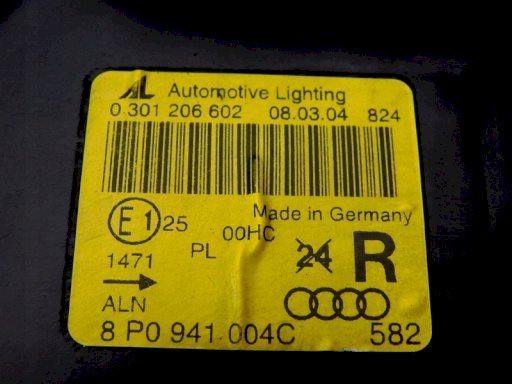 AL Automotive Lighting
0 301 206 602 08.03.04 824
Made in Germany
E1 25 00HC
PL 24 R
1471
ALN
8 P0 941 004C 582